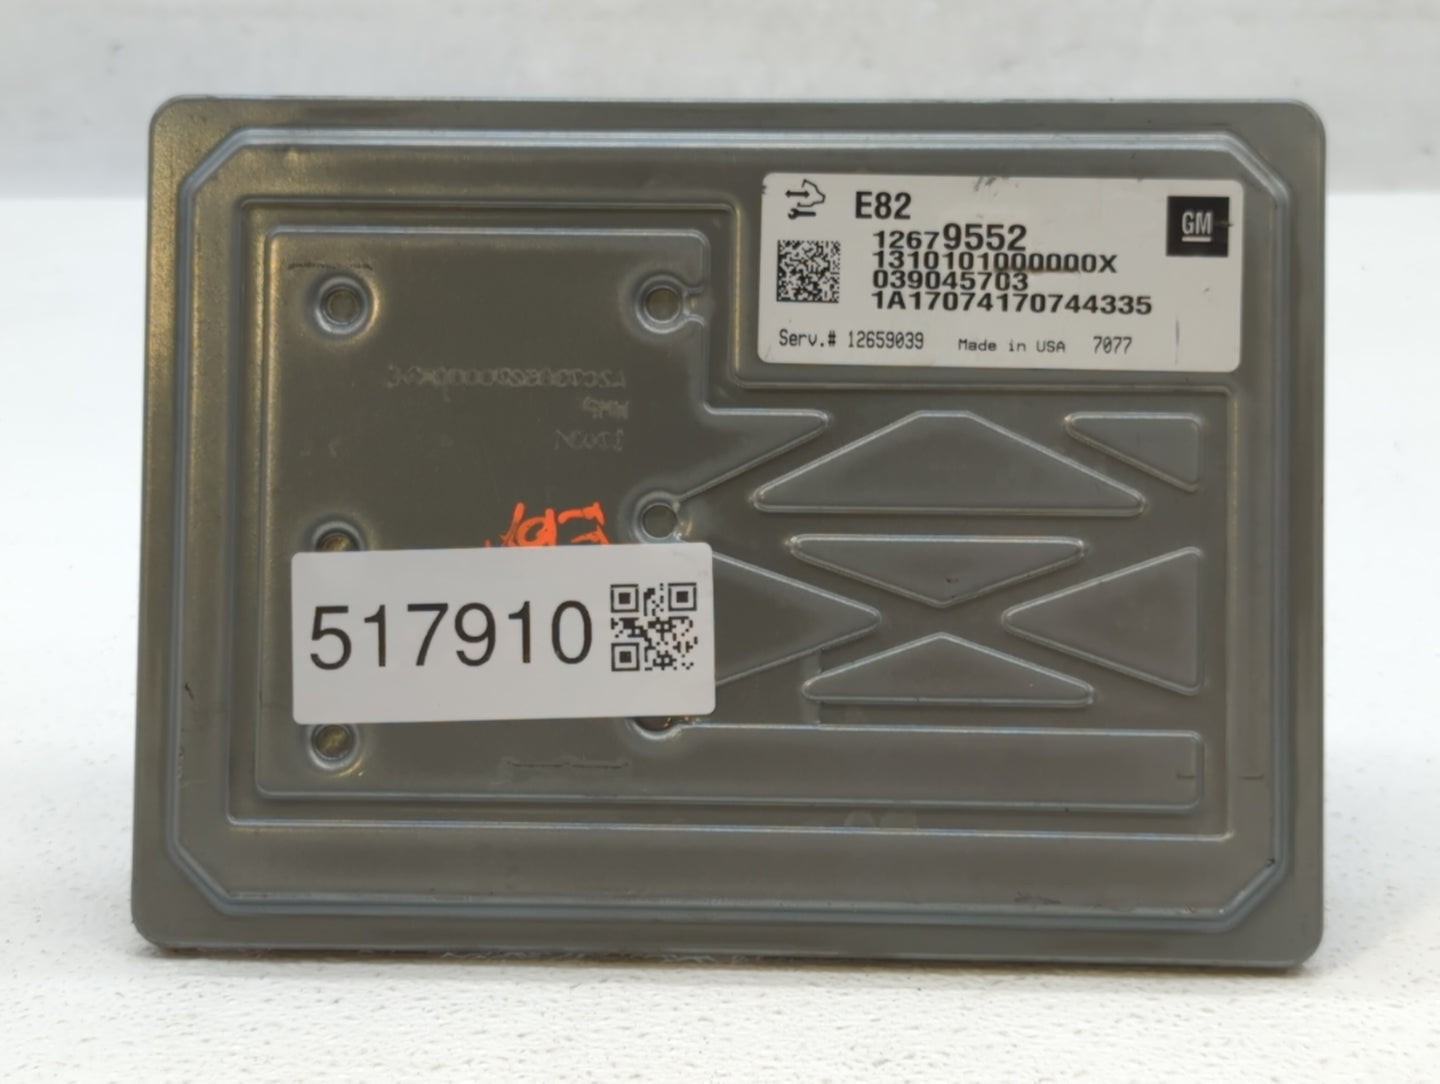 E82
GM
12679552
1310101000000X
039045703
1A17074170744335
Serv.# 12659039 Made in USA 7077
517910